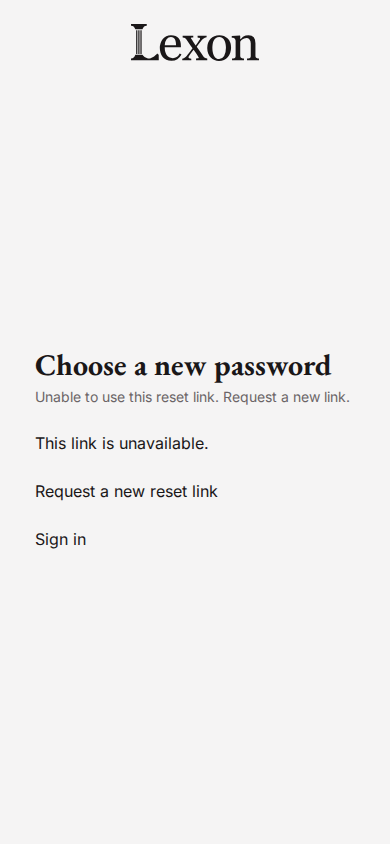 Lexon
Choose a new password
Unable to use this reset link. Request a new link.
This link is unavailable.
Request a new reset link
Sign in